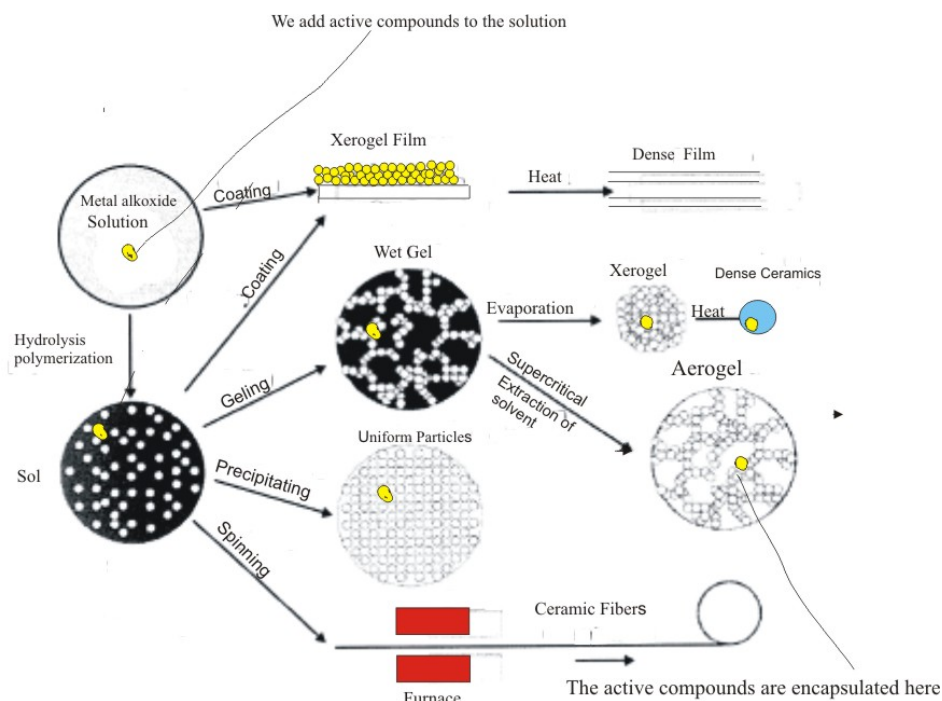 We add active compounds to the solution
Xerogel Film
Dense Film
Metal alkoxide
Solution
Coating
Heat
Coating
Wet Gel
Xerogel
Dense Ceramics
Evaporation
Heat
Hydrolysis
polymerization
Geling
Supercritical
Extraction of
solvent
Aerogel
Uniform Particles
Sol
Precipitating
Spinning
Ceramic Fibers
Furnace
The active compounds are encapsulated here